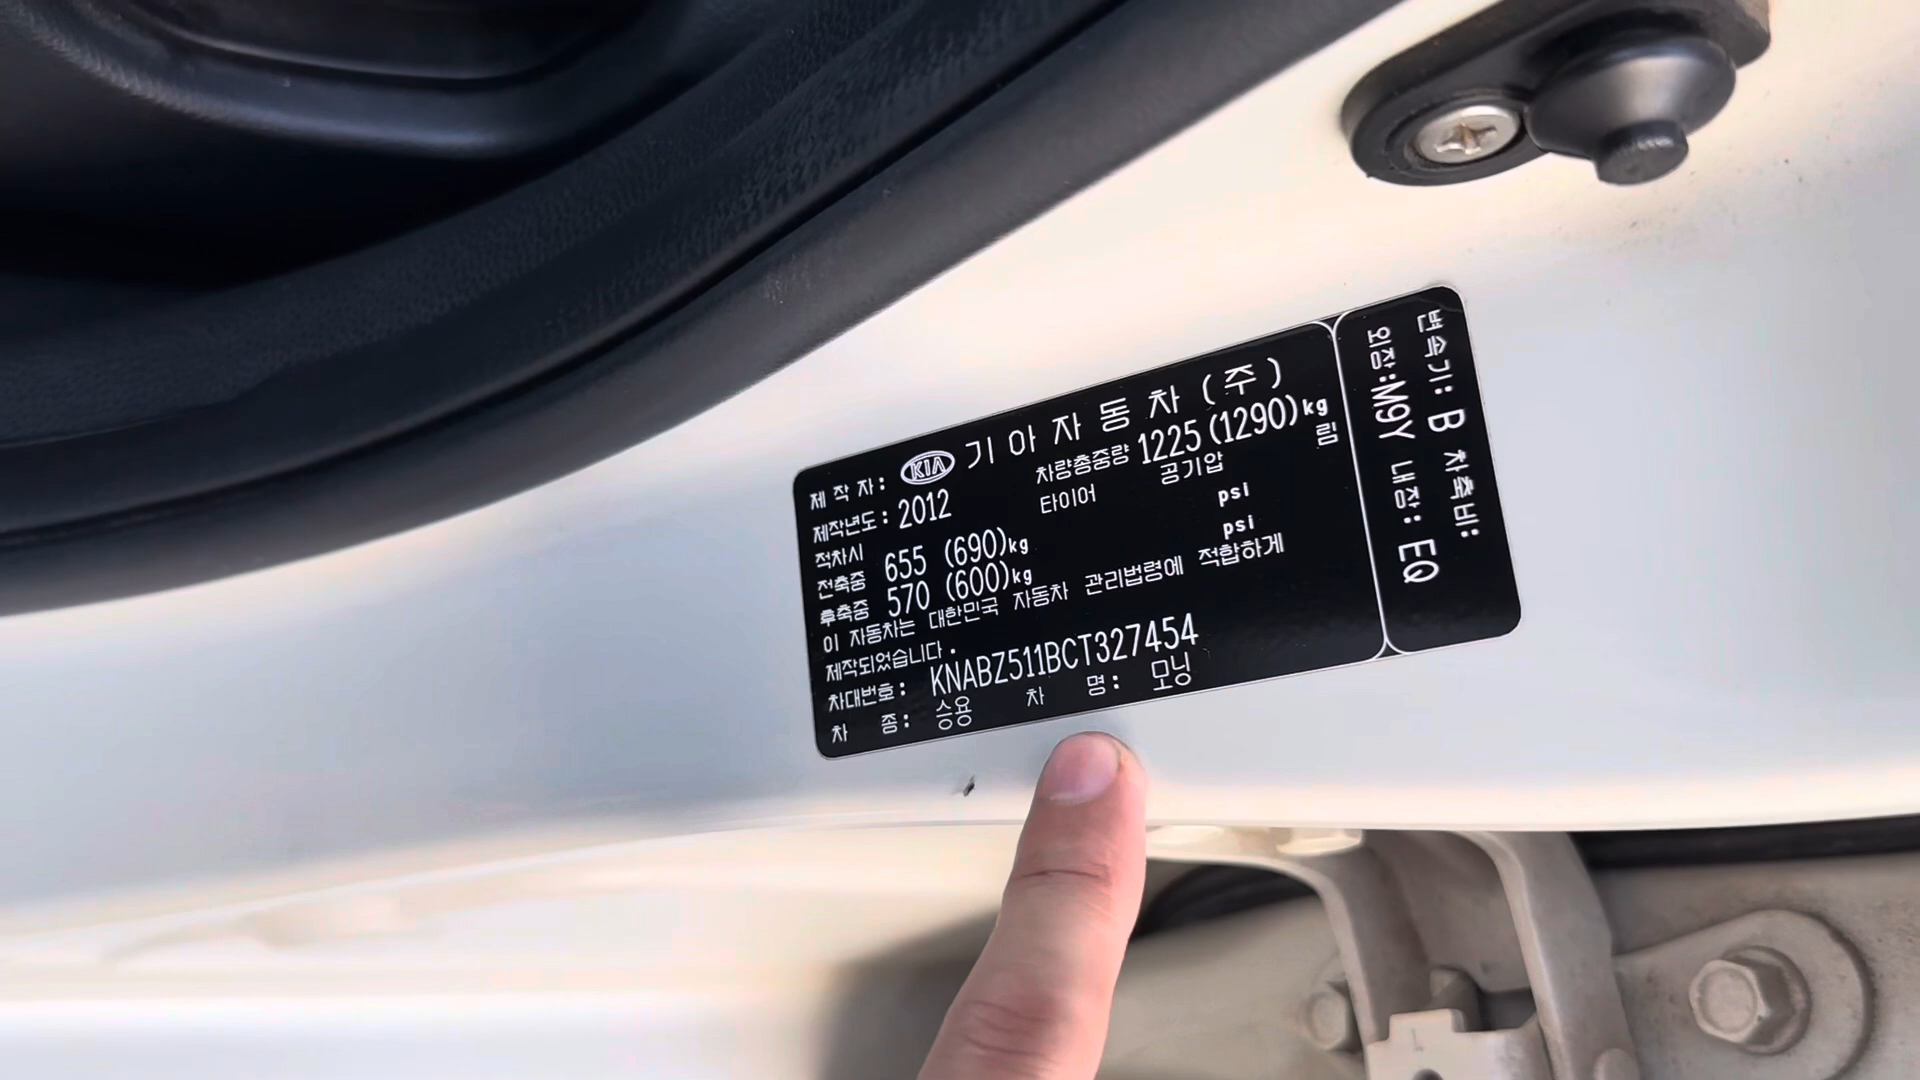 제 작 자: KIA 기 아 자 동 차 (주)
제작년도: 2012 차량총중량 1225 (1290)kg
적차시 타이어 공기압 림
전축중 655 (690)kg psi
후축중 570 (600)kg psi
이 자동차는 대한민국 자동차 관리법령에 적합하게
제작되었습니다.
차대번호: KNABZ511BCT327454
차 종: 승용 차 명: 모닝
변속기: B 차축비:
외장:M9Y 내장: EQ